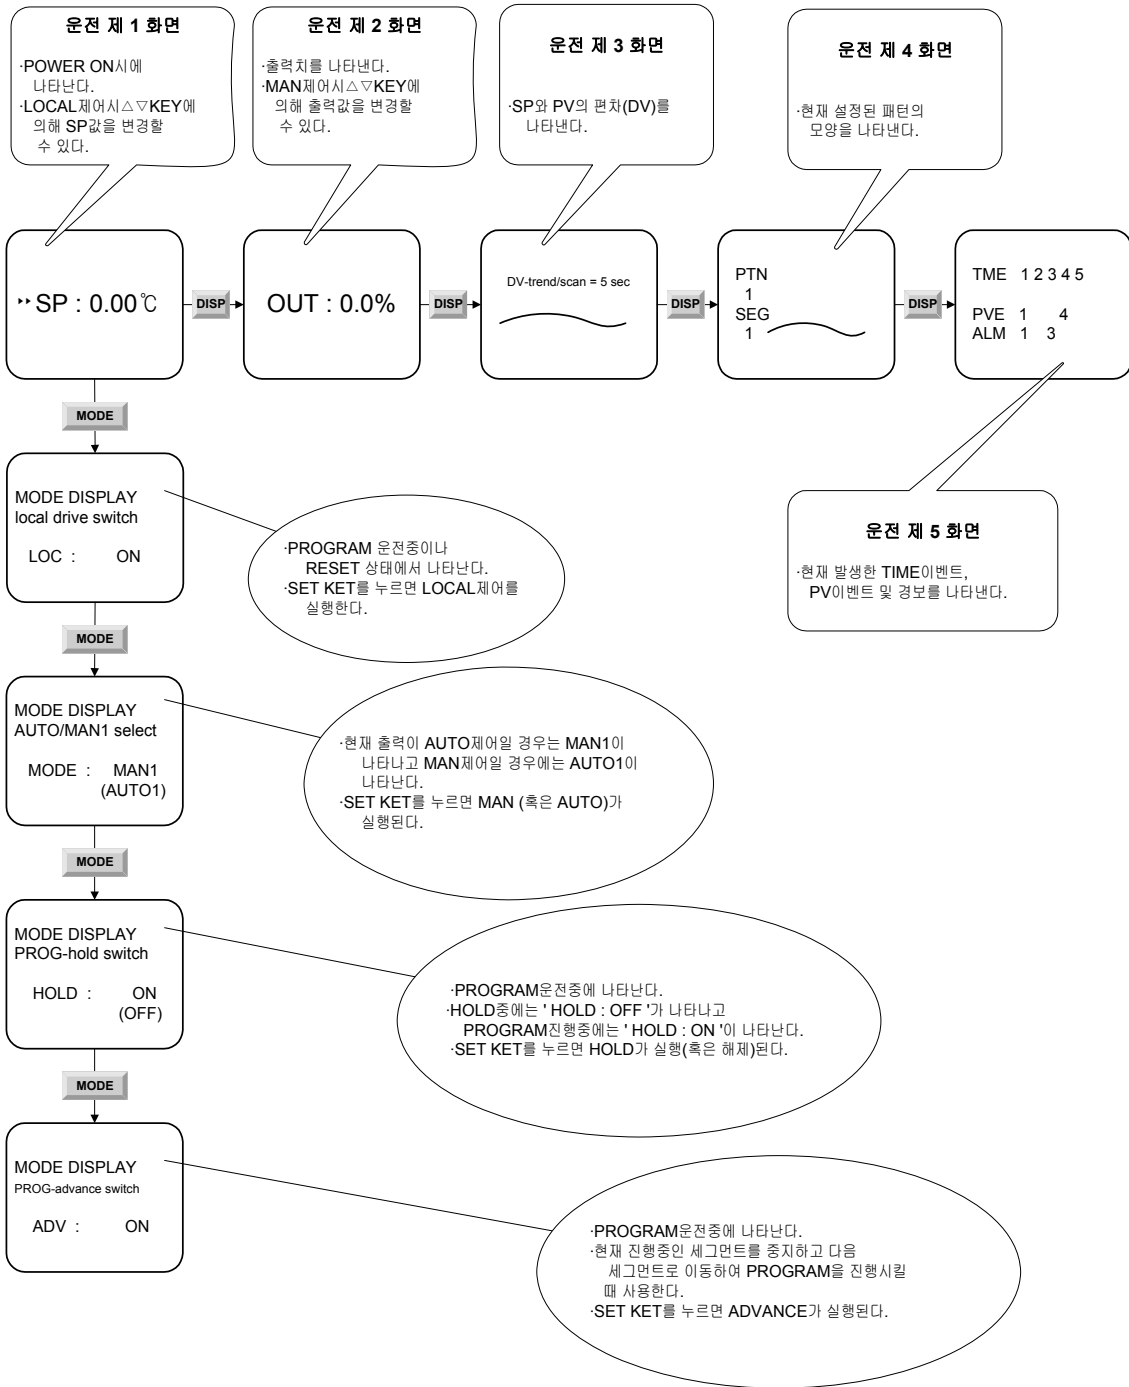 운전 제 1 화면
·POWER ON시에
나타난다.
·LOCAL제어시△▽KEY에
의해 SP값을 변경할
수 있다.
운전 제 2 화면
·출력치를 나타낸다.
·MAN제어시△▽KEY에
의해 출력값을 변경할
수 있다.
운전 제 3 화면
·SP와 PV의 편차(DV)를
나타낸다.
운전 제 4 화면
·현재 설정된 패턴의
모양을 나타낸다.
▸▸SP : 0.00℃
DISP
OUT : 0.0%
DISP
DV-trend/scan = 5 sec
DISP
PTN
1
SEG
1
DISP
TME 1 2 3 4 5
PVE 1 4
ALM 1 3
운전 제 5 화면
·현재 발생한 TIME이벤트,
PV이벤트 및 경보를 나타낸다.
MODE
MODE DISPLAY
local drive switch
LOC : ON
·PROGRAM 운전중이나
RESET 상태에서 나타난다.
·SET KET를 누르면 LOCAL제어를
실행한다.
MODE
MODE DISPLAY
AUTO/MAN1 select
MODE : MAN1
(AUTO1)
·현재 출력이 AUTO제어일 경우는 MAN1이
나타나고 MAN제어일 경우에는 AUTO1이
나타난다.
·SET KET를 누르면 MAN (혹은 AUTO)가
실행된다.
MODE
MODE DISPLAY
PROG-hold switch
HOLD : ON
(OFF)
·PROGRAM운전중에 나타난다.
·HOLD중에는 ' HOLD : OFF '가 나타나고
PROGRAM진행중에는 ' HOLD : ON '이 나타난다.
·SET KET를 누르면 HOLD가 실행(혹은 해제)된다.
MODE
MODE DISPLAY
PROG-advance switch
ADV : ON
·PROGRAM운전중에 나타난다.
·현재 진행중인 세그먼트를 중지하고 다음
세그먼트로 이동하여 PROGRAM을 진행시킬
때 사용한다.
·SET KET를 누르면 ADVANCE가 실행된다.